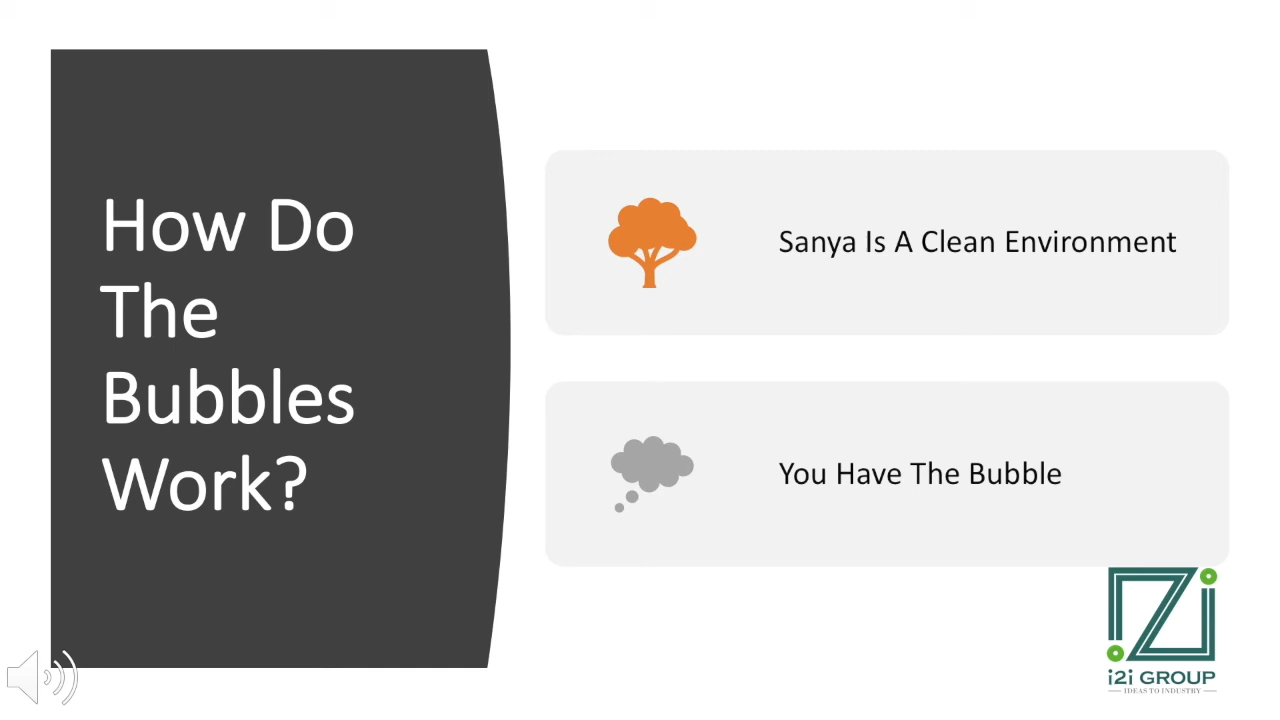 How Do
The
Bubbles
Work?
Sanya Is A Clean Environment
You Have The Bubble
i2i GROUP
IDEAS TO INDUSTRY